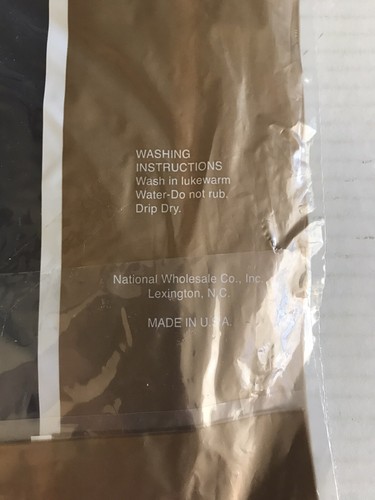 WASHING
INSTRUCTIONS
Wash in lukewarm
Water-Do not rub.
Drip Dry.
National Wholesale Co., Inc.
Lexington, N.C.
MADE IN U.S.A.